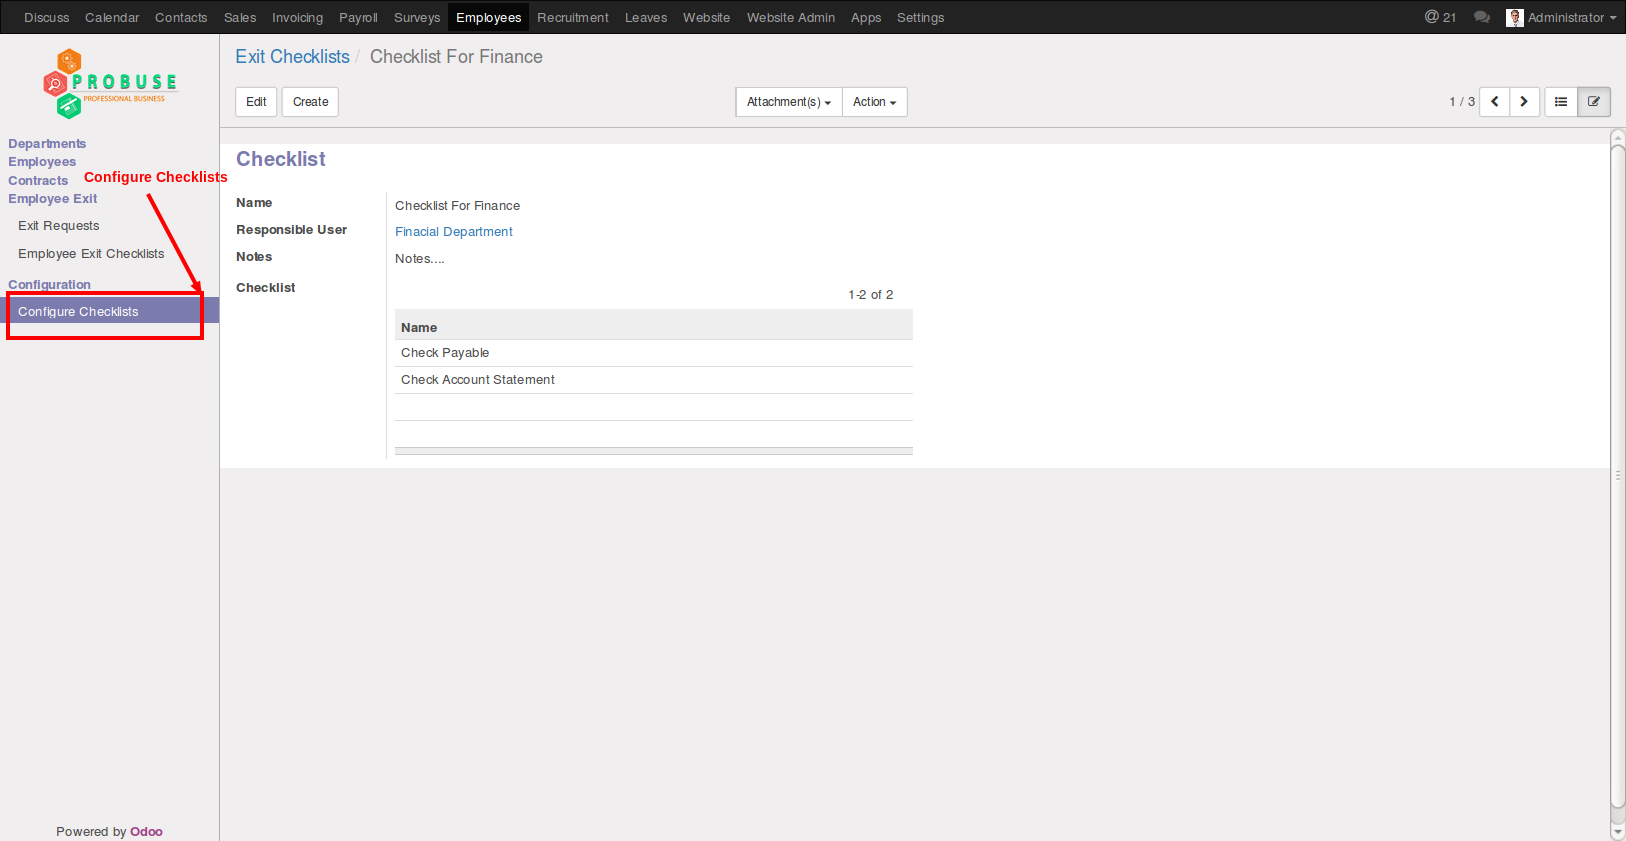 Discuss Calendar Contacts Sales Invoicing Payroll Surveys Employees Recruitment Leaves Website Website Admin Apps Settings @ 21 Administrator
PROBUSE
PROFESSIONAL BUSINESS
Exit Checklists / Checklist For Finance
Edit Create Attachment(s) Action 1 / 3
Departments
Employees
Contracts
Configure Checklists
Employee Exit
Exit Requests
Employee Exit Checklists
Configuration
Configure Checklists
Checklist
Name Checklist For Finance
Responsible User Finacial Department
Notes Notes....
Checklist
1-2 of 2
Name
Check Payable
Check Account Statement
Powered by Odoo